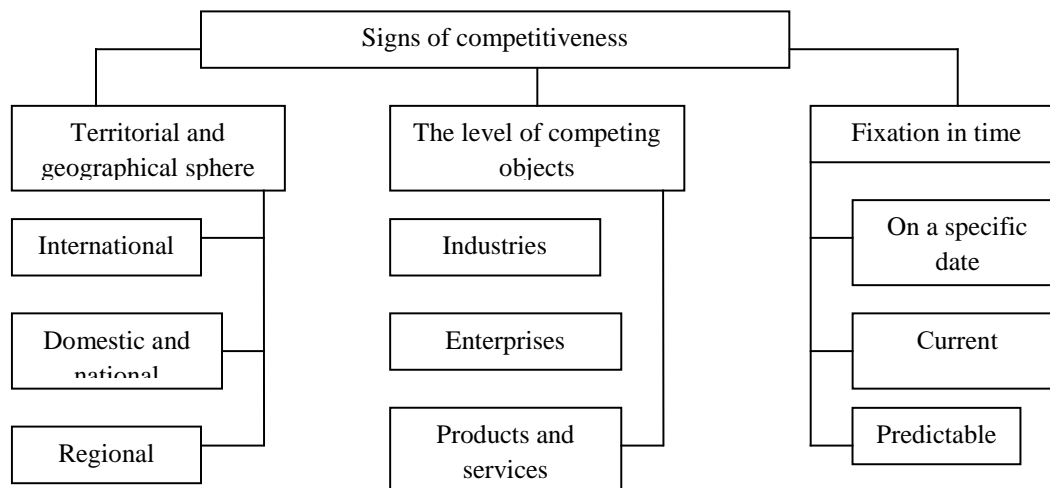 Signs of competitiveness
Territorial and
geographical sphere
International
Domestic and
national
Regional
The level of competing
objects
Industries
Enterprises
Products and
services
Fixation in time
On a specific
date
Current
Predictable